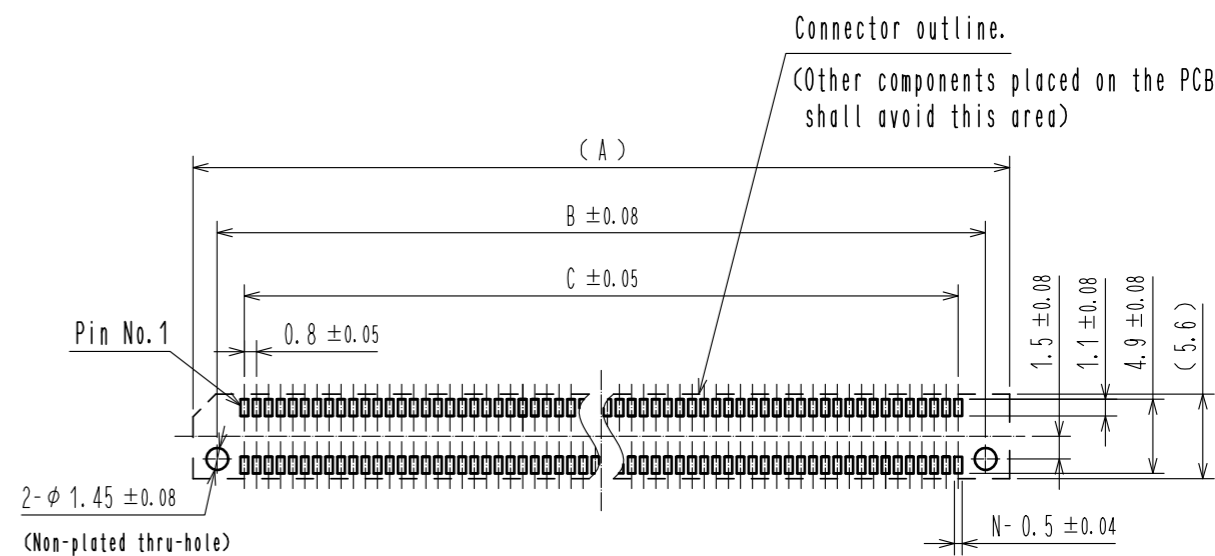 Connector outline.
(Other components placed on the PCB
shall avoid this area)
(A)
B ±0.08
C ±0.05
Pin No.1
0.8 ±0.05
1.5 ±0.08
1.1 ±0.08
4.9 ±0.08
(5.6)
2-φ 1.45 ±0.08
(Non-plated thru-hole)
N- 0.5 ±0.04